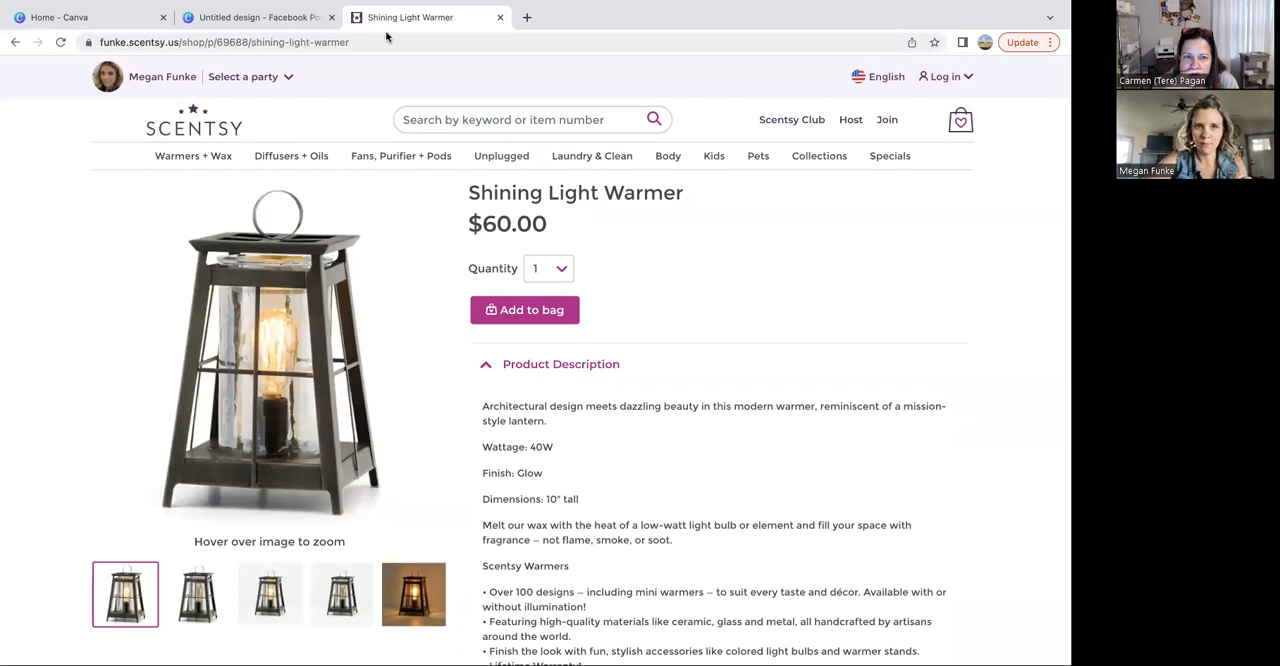 Home - Canva
Untitled design - Facebook Po
Shining Light Warmer
funke.scentsy.us/shop/p/69688/shining-light-warmer
Update
Megan Funke
Select a party
English
Log in
SCENTSY
Search by keyword or item number
Scentsy Club
Host
Join
Warmers + Wax
Diffusers + Oils
Fans, Purifier + Pods
Unplugged
Laundry & Clean
Body
Kids
Pets
Collections
Specials
Shining Light Warmer
$60.00
Quantity
1
Add to bag
Product Description
Architectural design meets dazzling beauty in this modern warmer, reminiscent of a mission-
style lantern.
Wattage: 40W
Finish: Glow
Dimensions: 10" tall
Melt our wax with the heat of a low-watt light bulb or element and fill your space with
fragrance – not flame, smoke, or soot.
Scentsy Warmers
• Over 100 designs – including mini warmers – to suit every taste and décor. Available with or
without illumination!
• Featuring high-quality materials like ceramic, glass and metal, all handcrafted by artisans
around the world.
• Finish the look with fun, stylish accessories like colored light bulbs and warmer stands.
• Lifetime Warranty!
Hover over image to zoom
Carmen (Tere) Pagan
Megan Funke